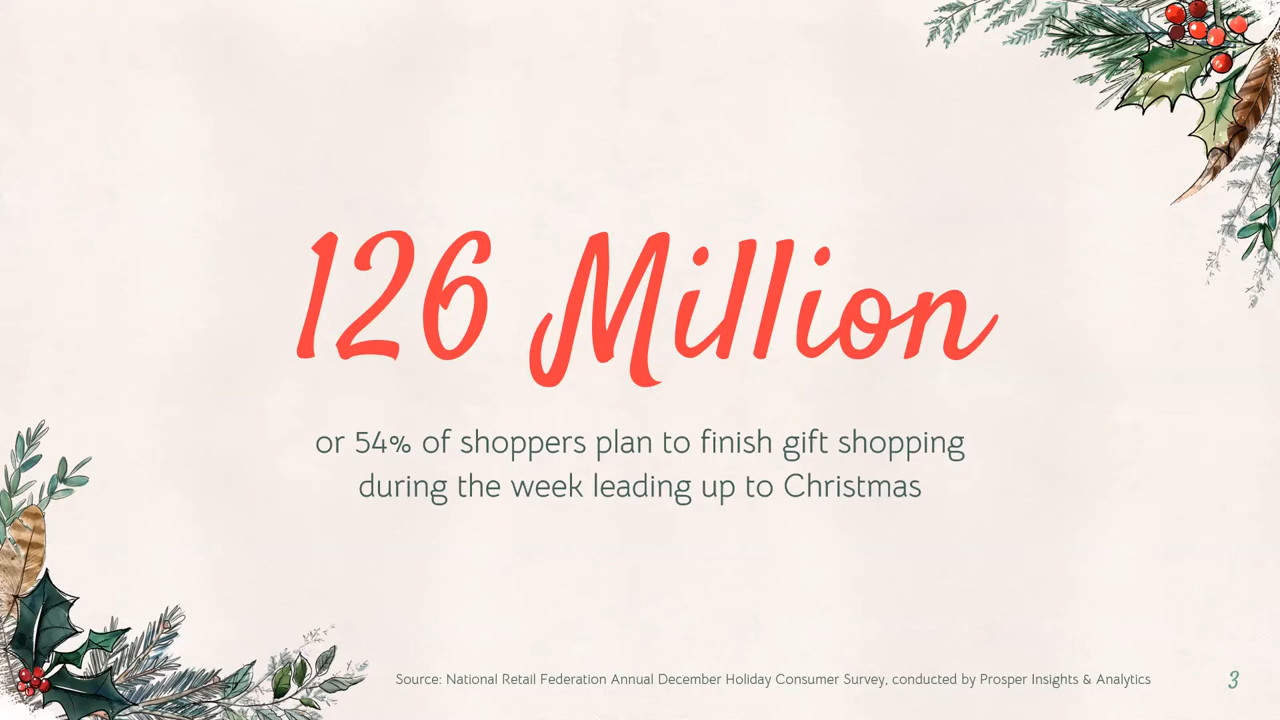 126 Million
or 54% of shoppers plan to finish gift shopping
during the week leading up to Christmas
Source: National Retail Federation Annual December Holiday Consumer Survey, conducted by Prosper Insights & Analytics
3